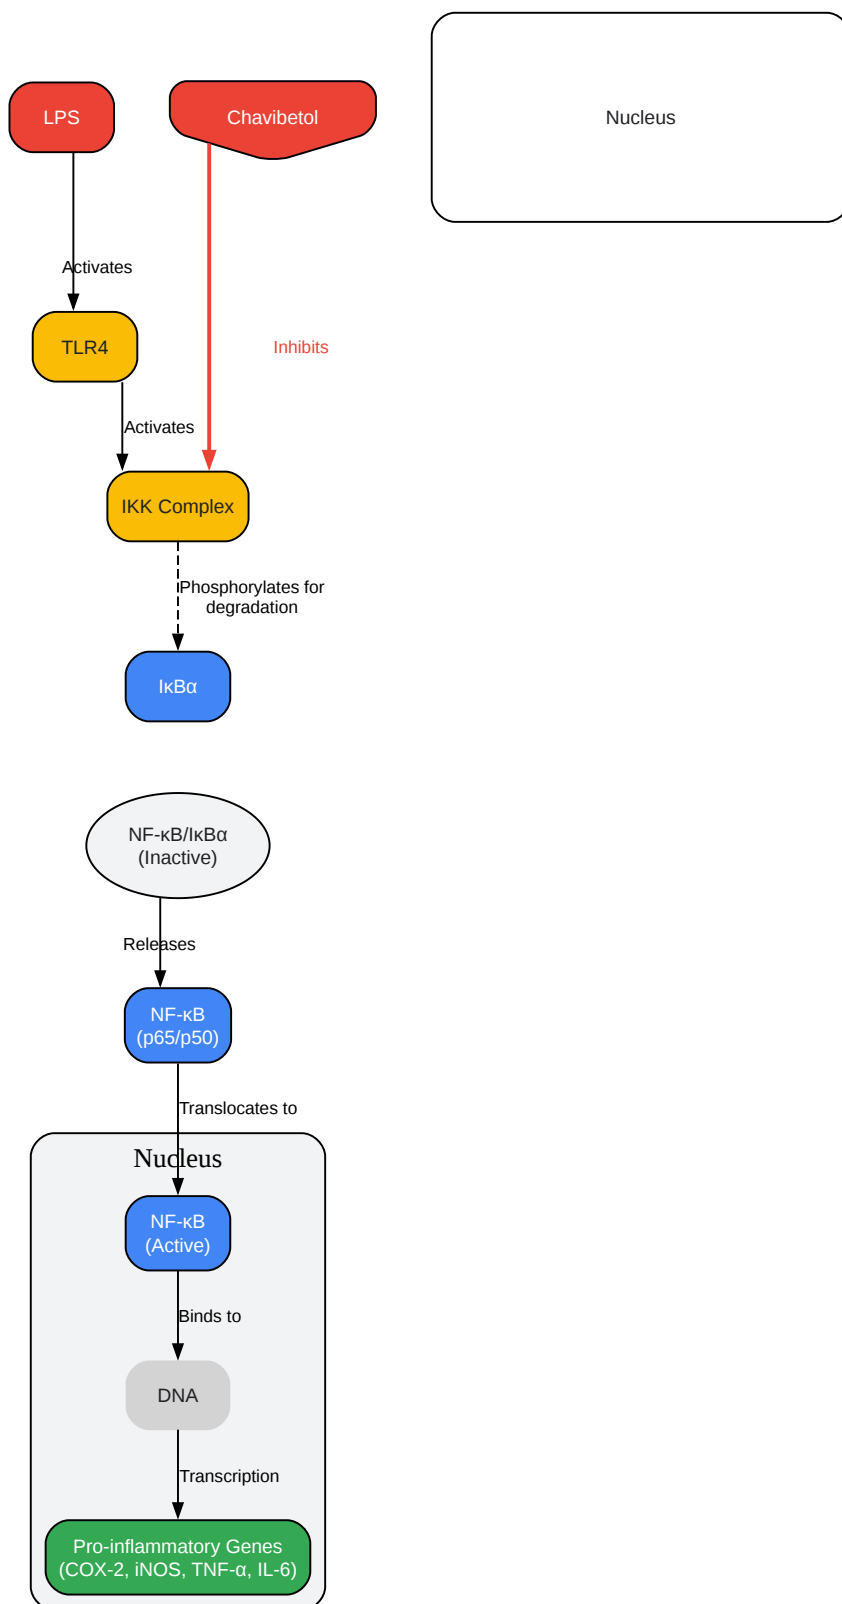 LPS
Chavibetol
Nucleus
Activates
TLR4
Inhibits
Activates
IKK Complex
Phosphorylates for
degradation
IκBα
NF-κB/IκBα
(Inactive)
Releases
NF-κB
(p65/p50)
Translocates to
Nucleus
NF-κB
(Active)
Binds to
DNA
Transcription
Pro-inflammatory Genes
(COX-2, iNOS, TNF-α, IL-6)